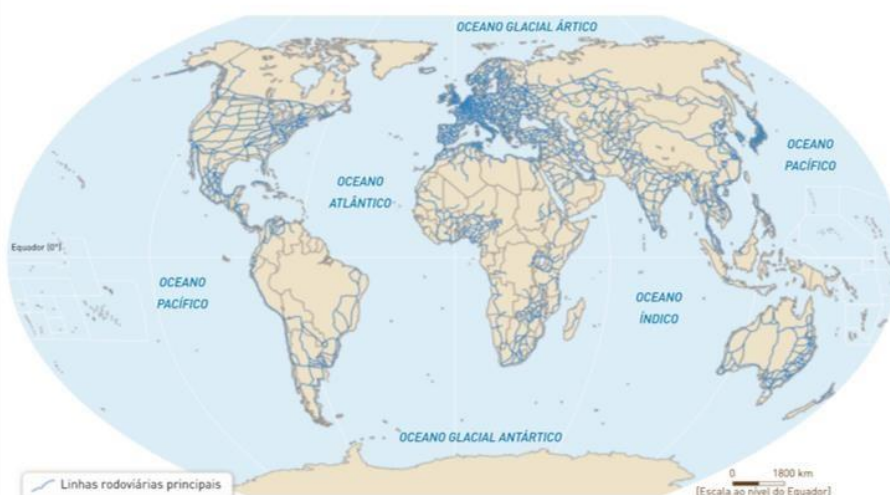 OCEANO GLACIAL ÁRTICO
OCEANO
PACÍFICO
OCEANO
ATLÂNTICO
Equador (0°)
OCEANO
PACÍFICO
OCEANO
ÍNDICO
OCEANO GLACIAL ANTÁRTICO
Linhas rodoviárias principais
0 1800 km
[Escala ao nível do Equador]